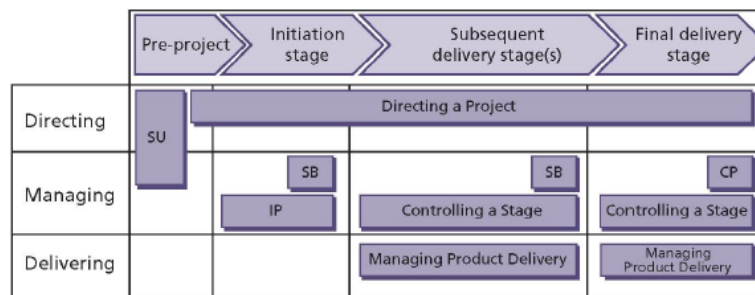 Pre-project
Initiation
stage
Subsequent
delivery stage(s)
Final delivery
stage
Directing
SU
Directing a Project
Managing
SB
SB
CP
IP
Controlling a Stage
Controlling a Stage
Delivering
Managing Product Delivery
Managing
Product Delivery